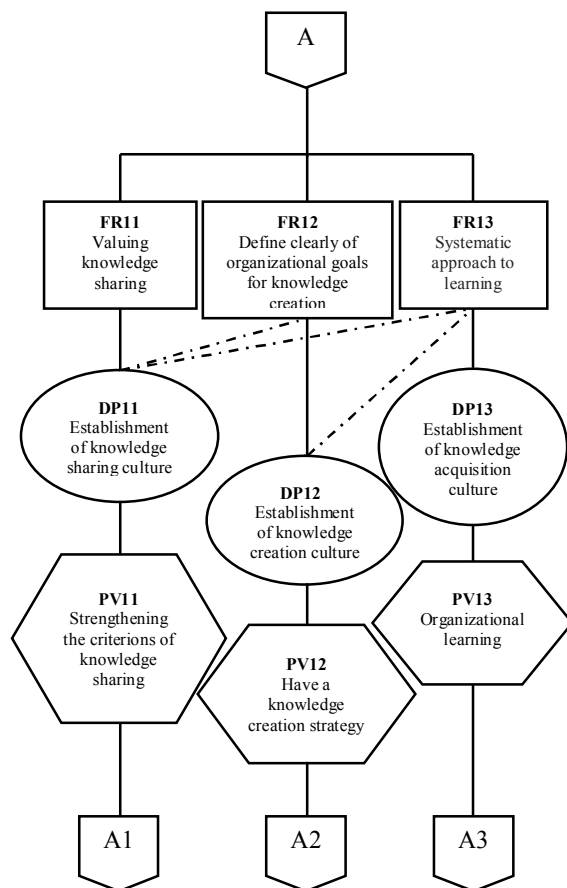 A
FR11
Valuing
knowledge
sharing
FR12
Define clearly of
organizational goals
for knowledge
creation
FR13
Systematic
approach to
learning
DP11
Establishment
of knowledge
sharing culture
DP12
Establishment
of knowledge
creation culture
DP13
Establishment
of knowledge
acquisition
culture
PV11
Strengthening
the criterions of
knowledge
sharing
PV12
Have a
knowledge
creation strategy
PV13
Organizational
learning
A1
A2
A3